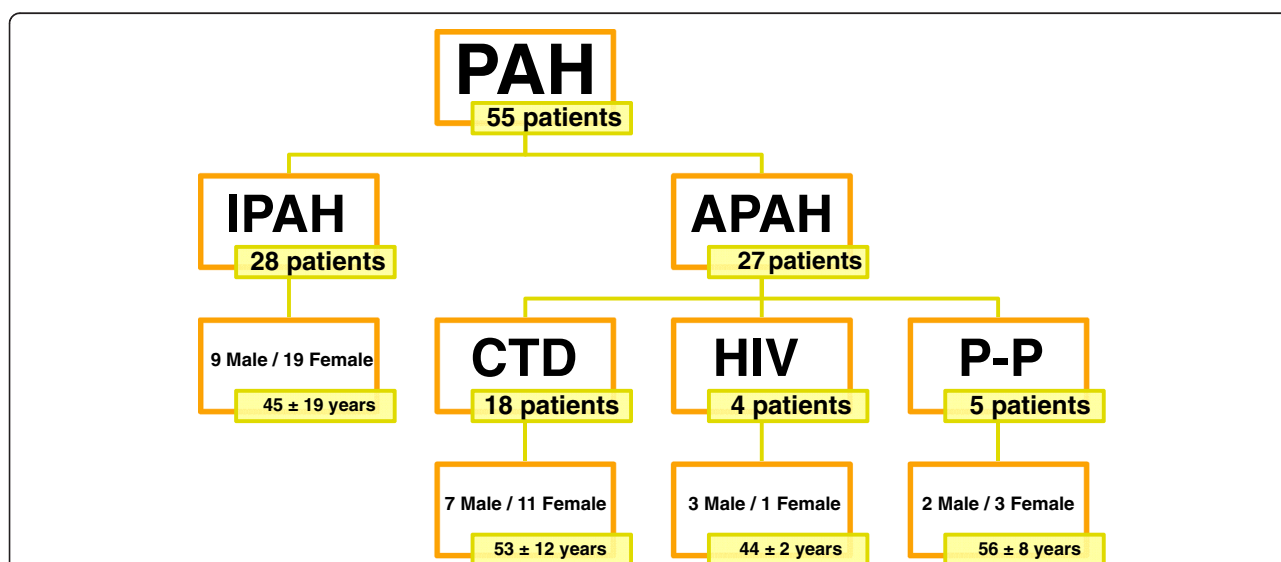 PAH
55 patients
IPAH
28 patients
APAH
27 patients
9 Male / 19 Female
45 ± 19 years
CTD
18 patients
HIV
4 patients
P-P
5 patients
7 Male / 11 Female
53 ± 12 years
3 Male / 1 Female
44 ± 2 years
2 Male / 3 Female
56 ± 8 years